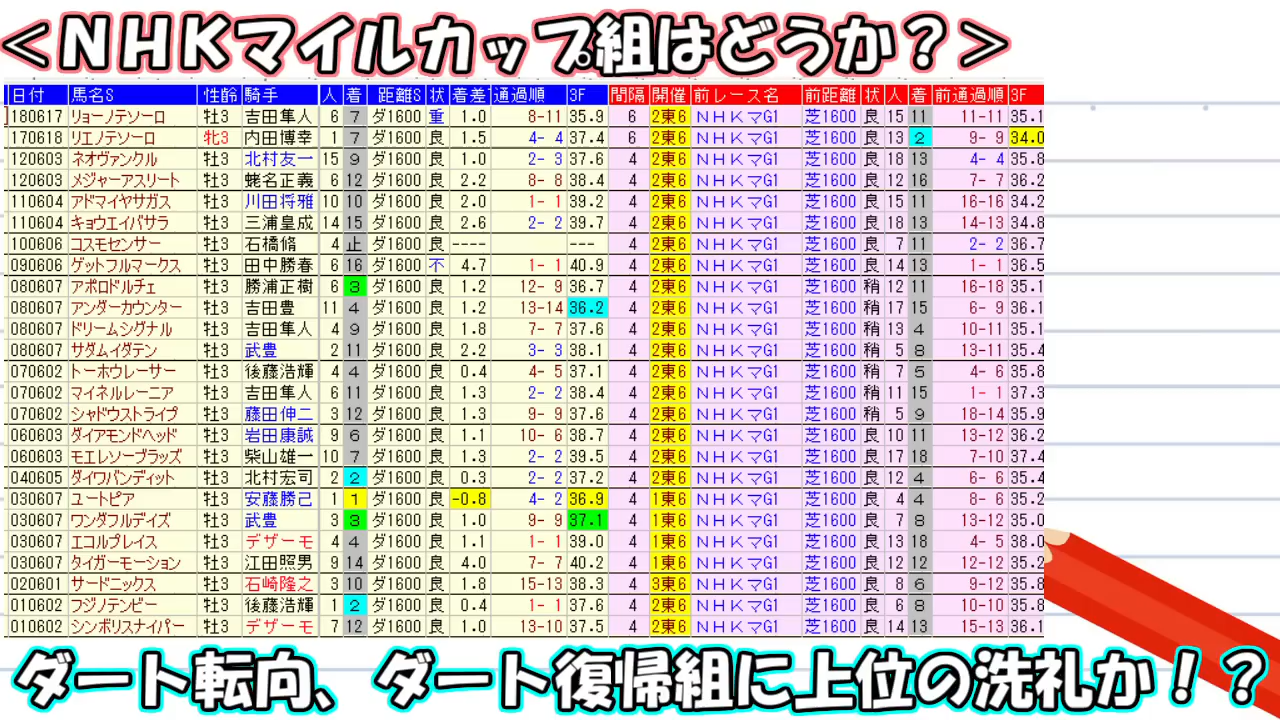 ＜ＮＨＫマイルカップ組はどうか？＞
日付 馬名S 性齢 騎手 人 着 距離S 状 着差 通過順 3F 間隔 開催 前レース名 前距離 状 人 着 前通過順 3F
180617 リョーノテソーロ 牡3 吉田隼人 6 7 ダ1600 重 1.0 8-11 35.9 6 2東6 ＮＨＫマG1 芝1600 良 15 11 11-11 35.1
170618 リエノテソーロ 牝3 内田博幸 1 7 ダ1600 良 1.5 4- 4 37.4 6 2東6 ＮＨＫマG1 芝1600 良 13 2 9- 9 34.0
120603 ネオヴァンクル 牡3 北村友一 15 9 ダ1600 良 1.0 2- 3 37.6 4 2東6 ＮＨＫマG1 芝1600 良 18 13 4- 4 35.8
120603 メジャーアスリート 牡3 蛯名正義 6 12 ダ1600 良 2.2 8- 8 38.4 4 2東6 ＮＨＫマG1 芝1600 良 12 16 7- 7 36.2
110604 アドマイヤサガス 牡3 川田将雅 10 10 ダ1600 良 2.0 1- 1 39.2 4 2東6 ＮＨＫマG1 芝1600 良 15 11 16-16 34.2
110604 キョウエイバサラ 牡3 三浦皇成 14 15 ダ1600 良 2.6 2- 2 39.7 4 2東6 ＮＨＫマG1 芝1600 良 18 13 14-13 34.8
100606 コスモセンサー 牡3 石橋脩 4 止 ダ1600 良 ---- --- 4 2東6 ＮＨＫマG1 芝1600 良 7 11 2- 2 36.7
090606 ゲットフルマークス 牡3 田中勝春 6 16 ダ1600 不 4.7 1- 1 40.9 4 2東6 ＮＨＫマG1 芝1600 良 14 13 1- 1 36.5
080607 アポロドルチェ 牡3 勝浦正樹 6 3 ダ1600 良 1.2 12- 9 36.7 4 2東6 ＮＨＫマG1 芝1600 稍 12 11 16-18 35.1
080607 アンダーカウンター 牡3 吉田豊 11 4 ダ1600 良 1.2 13-14 36.2 4 2東6 ＮＨＫマG1 芝1600 稍 17 15 6- 9 36.1
080607 ドリームシグナル 牡3 吉田隼人 4 9 ダ1600 良 1.8 7- 7 37.6 4 2東6 ＮＨＫマG1 芝1600 稍 13 4 10-11 35.1
080607 サダムイダテン 牡3 武豊 2 11 ダ1600 良 2.2 3- 3 38.1 4 2東6 ＮＨＫマG1 芝1600 稍 5 8 13-11 35.4
070602 トーホウレーサー 牡3 後藤浩輝 4 4 ダ1600 良 0.4 4- 5 37.1 4 2東6 ＮＨＫマG1 芝1600 稍 7 5 4- 6 35.8
070602 マイネルレーニア 牡3 吉田隼人 6 11 ダ1600 良 1.3 2- 2 38.4 4 2東6 ＮＨＫマG1 芝1600 稍 11 15 1- 1 37.3
070602 シャドウストライプ 牡3 藤田伸二 3 12 ダ1600 良 1.3 9- 9 37.6 4 2東6 ＮＨＫマG1 芝1600 稍 5 9 18-14 35.9
060603 ダイアモンドヘッド 牡3 岩田康誠 9 6 ダ1600 良 1.1 10- 6 38.7 4 2東6 ＮＨＫマG1 芝1600 良 10 11 13-12 36.2
060603 モエレソーブラッズ 牡3 柴山雄一 10 7 ダ1600 良 1.3 2- 2 39.5 4 2東6 ＮＨＫマG1 芝1600 良 17 18 7-10 37.4
040605 ダイワバンディット 牡3 北村宏司 2 2 ダ1600 良 0.3 2- 2 37.2 4 2東6 ＮＨＫマG1 芝1600 良 12 4 6- 6 35.4
030607 ユートピア 牡3 安藤勝己 1 1 ダ1600 良 -0.8 4- 2 36.9 4 1東6 ＮＨＫマG1 芝1600 良 4 4 8- 6 35.2
030607 ワンダフルデイズ 牡3 武豊 3 3 ダ1600 良 1.0 9- 9 37.1 4 1東6 ＮＨＫマG1 芝1600 良 7 8 13-12 35.0
030607 エコルプレイス 牡3 デザーモ 4 4 ダ1600 良 1.1 1- 1 39.0 4 1東6 ＮＨＫマG1 芝1600 良 13 18 4- 5 38.0
030607 タイガーモーション 牡3 江田照男 9 14 ダ1600 良 4.0 7- 7 40.2 4 1東6 ＮＨＫマG1 芝1600 良 12 12 12-12 35.2
020601 サードニックス 牡3 石崎隆之 3 10 ダ1600 良 1.8 15-13 38.3 4 3東6 ＮＨＫマG1 芝1600 良 8 6 9-12 35.8
010602 フジノテンビー 牡3 後藤浩輝 1 2 ダ1600 良 0.4 1- 1 37.6 4 2東6 ＮＨＫマG1 芝1600 良 6 8 10-10 35.8
010602 シンボリスナイパー 牡3 デザーモ 7 12 ダ1600 良 1.0 13-10 37.5 4 2東6 ＮＨＫマG1 芝1600 良 14 13 15-13 36.1
ダート転向、ダート復帰組に上位の洗礼か！？